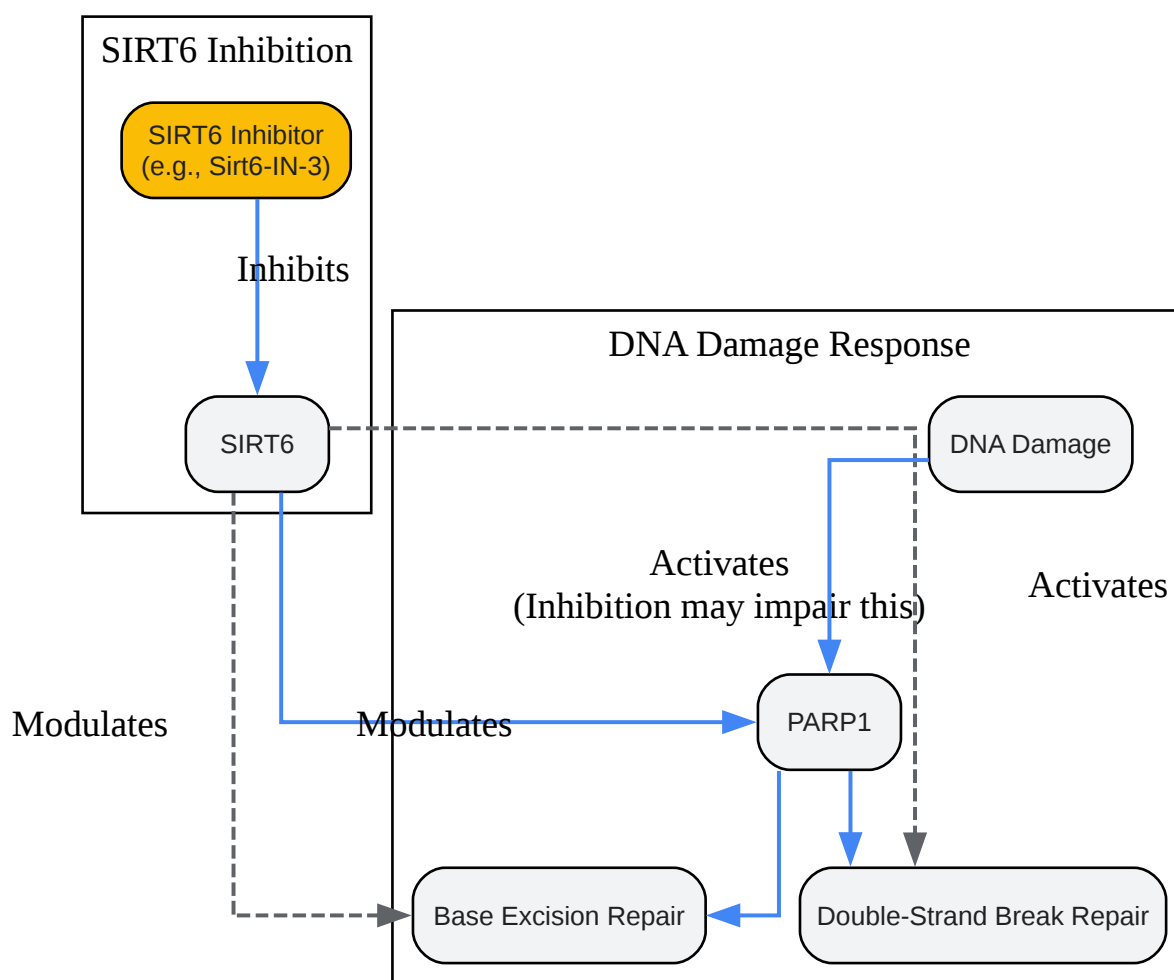 SIRT6 Inhibition
SIRT6 Inhibitor
(e.g., Sirt6-IN-3)
Inhibits
DNA Damage Response
SIRT6
DNA Damage
Activates
(Inhibition may impair this)
Activates
Modulates
Modulates
PARP1
Base Excision Repair
Double-Strand Break Repair